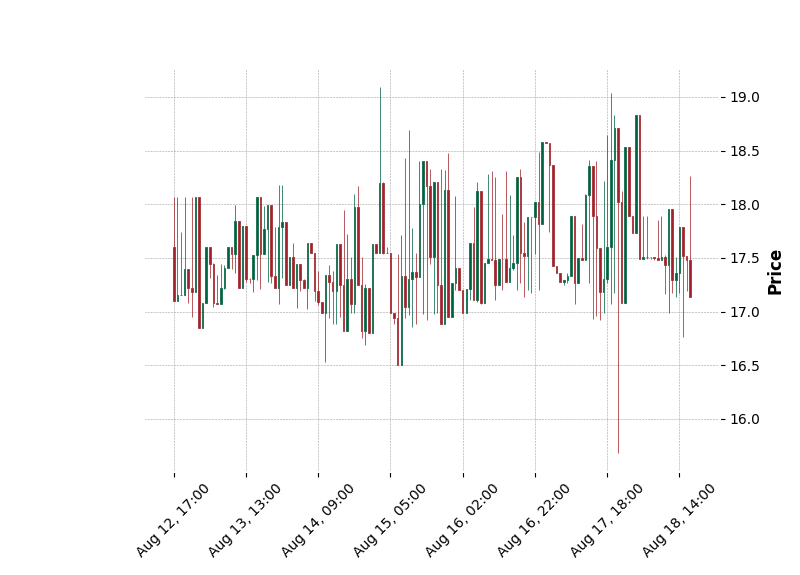 19.0
18.5
18.0
17.5
17.0
16.5
16.0
Price
Aug 12, 17:00
Aug 13, 13:00
Aug 14, 09:00
Aug 15, 05:00
Aug 16, 02:00
Aug 16, 22:00
Aug 17, 18:00
Aug 18, 14:00